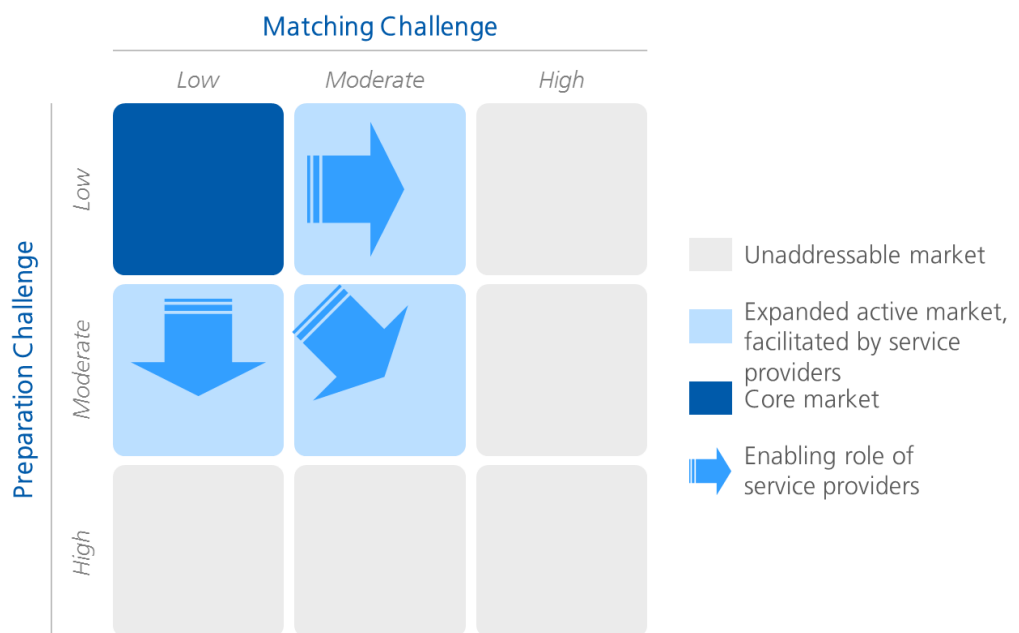 Matching Challenge
Low
Moderate
High
Preparation Challenge
Low
Moderate
High
Unaddressable market
Expanded active market,
facilitated by service
providers
Core market
Enabling role of
service providers